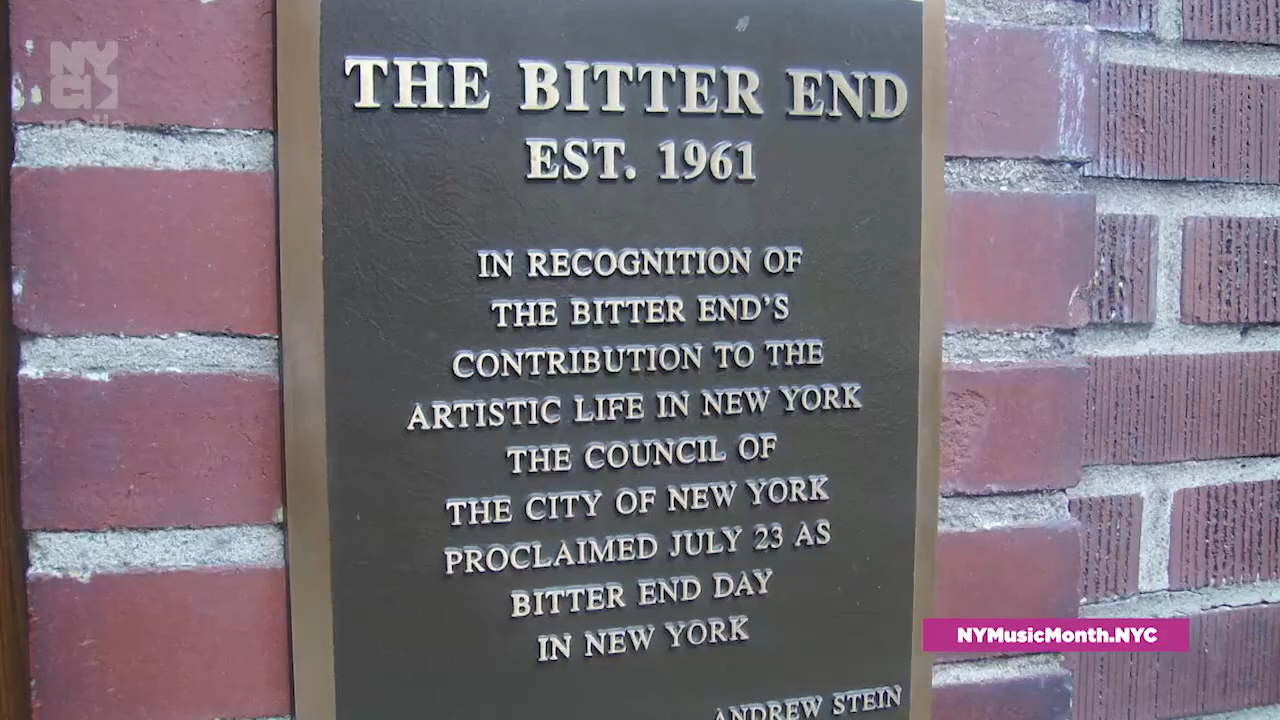 NYC
media
THE BITTER END
EST. 1961
IN RECOGNITION OF
THE BITTER END'S
CONTRIBUTION TO THE
ARTISTIC LIFE IN NEW YORK
THE COUNCIL OF
THE CITY OF NEW YORK
PROCLAIMED JULY 23 AS
BITTER END DAY
IN NEW YORK
ANDREW STEIN
NYMusicMonth.NYC